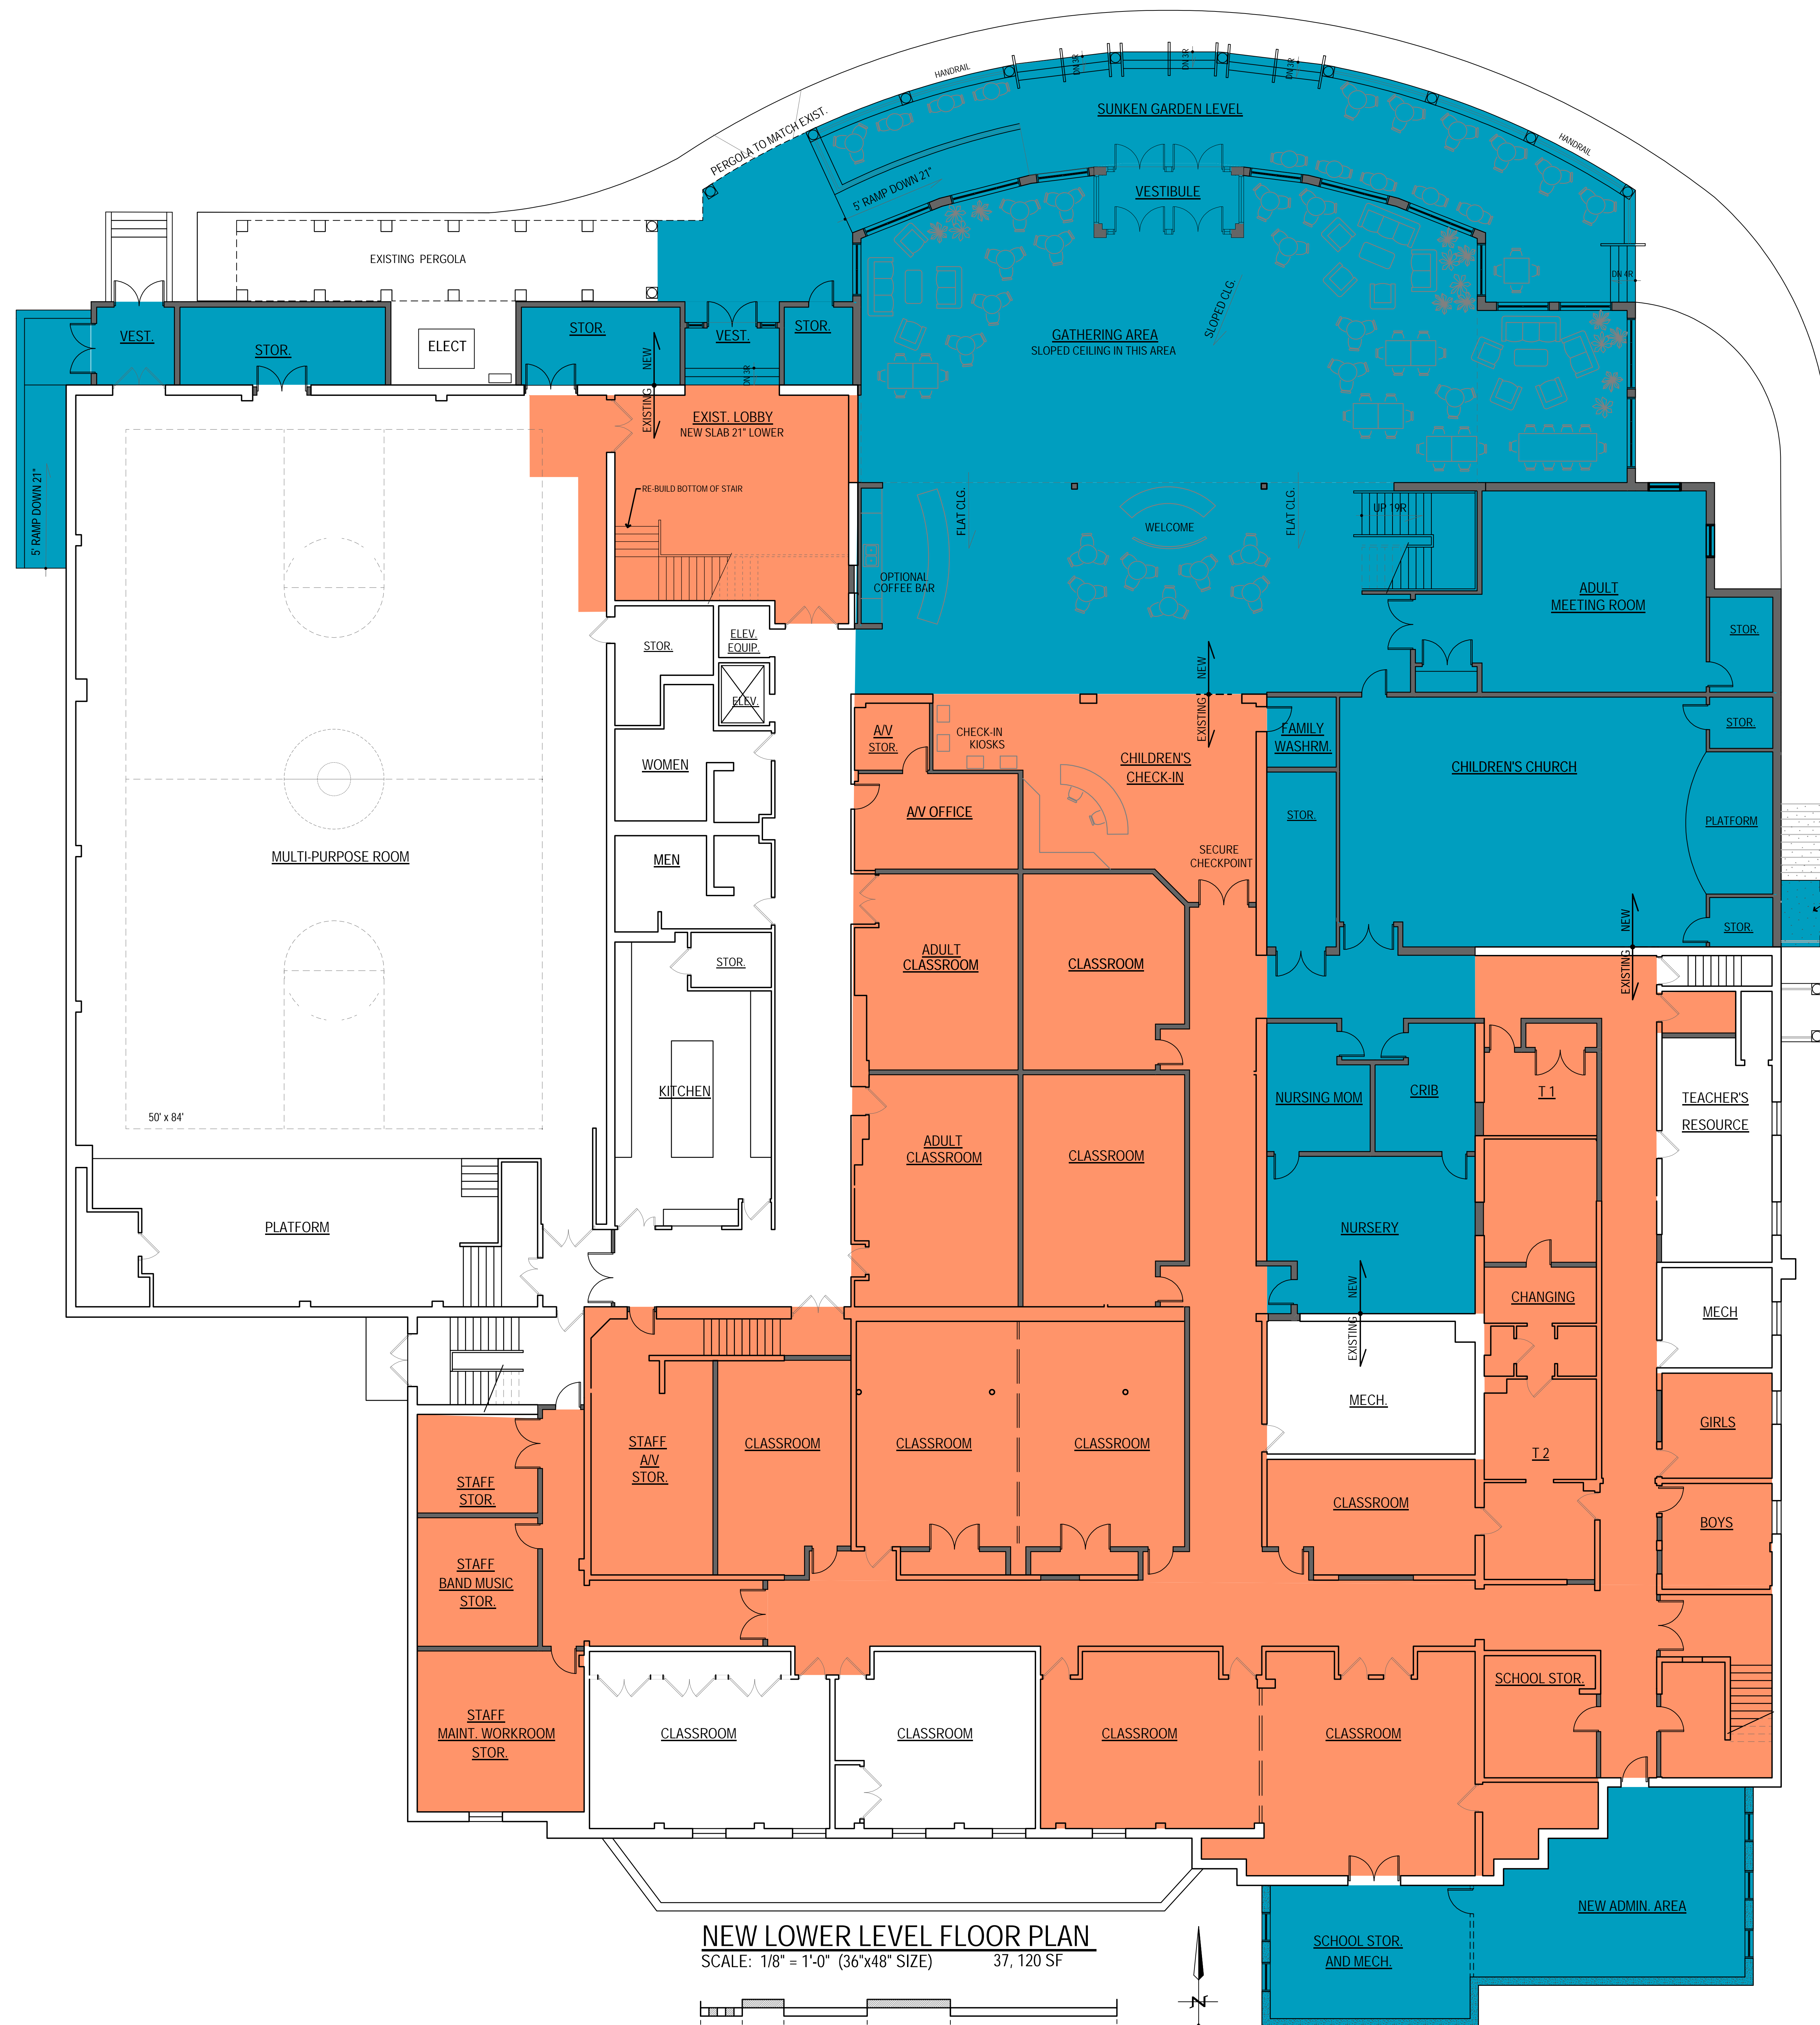 HANDRAIL
DN 3R
DN 3R
DN 3R
SUNKEN GARDEN LEVEL
HANDRAIL
PERGOLA TO MATCH EXIST.
5' RAMP DOWN 21"
VESTIBULE
EXISTING PERGOLA
DN 4R
SLOPED CLG.
VEST.
STOR.
ELECT
STOR.
VEST.
STOR.
GATHERING AREA
SLOPED CEILING IN THIS AREA
NEW
EXISTING
DN 3R
EXIST. LOBBY
NEW SLAB 21" LOWER
5' RAMP DOWN 21"
RE-BUILD BOTTOM OF STAIR
FLAT CLG.
WELCOME
FLAT CLG.
UP 19R
OPTIONAL
COFFEE BAR
ADULT
MEETING ROOM
STOR.
STOR.
ELEV.
EQUIP.
ELEV.
NEW
EXISTING
A/V
STOR.
CHECK-IN
KIOSKS
CHILDREN'S
CHECK-IN
FAMILY
WASHRM.
STOR.
WOMEN
CHILDREN'S CHURCH
A/V OFFICE
STOR.
PLATFORM
MULTI-PURPOSE ROOM
MEN
SECURE
CHECKPOINT
STOR.
NEW
EXISTING
STOR.
ADULT
CLASSROOM
CLASSROOM
KITCHEN
NURSING MOM
CRIB
T 1
TEACHER'S
RESOURCE
50' x 84'
ADULT
CLASSROOM
CLASSROOM
PLATFORM
NURSERY
NEW
EXISTING
CHANGING
MECH
MECH.
GIRLS
STAFF
A/V
STOR.
CLASSROOM
CLASSROOM
CLASSROOM
T 2
STAFF
STOR.
CLASSROOM
BOYS
STAFF
BAND MUSIC
STOR.
SCHOOL STOR.
STAFF
MAINT. WORKROOM
STOR.
CLASSROOM
CLASSROOM
CLASSROOM
CLASSROOM
NEW ADMIN. AREA
SCHOOL STOR.
AND MECH.
NEW LOWER LEVEL FLOOR PLAN
SCALE: 1/8" = 1'-0" (36"x48" SIZE) 37, 120 SF
N